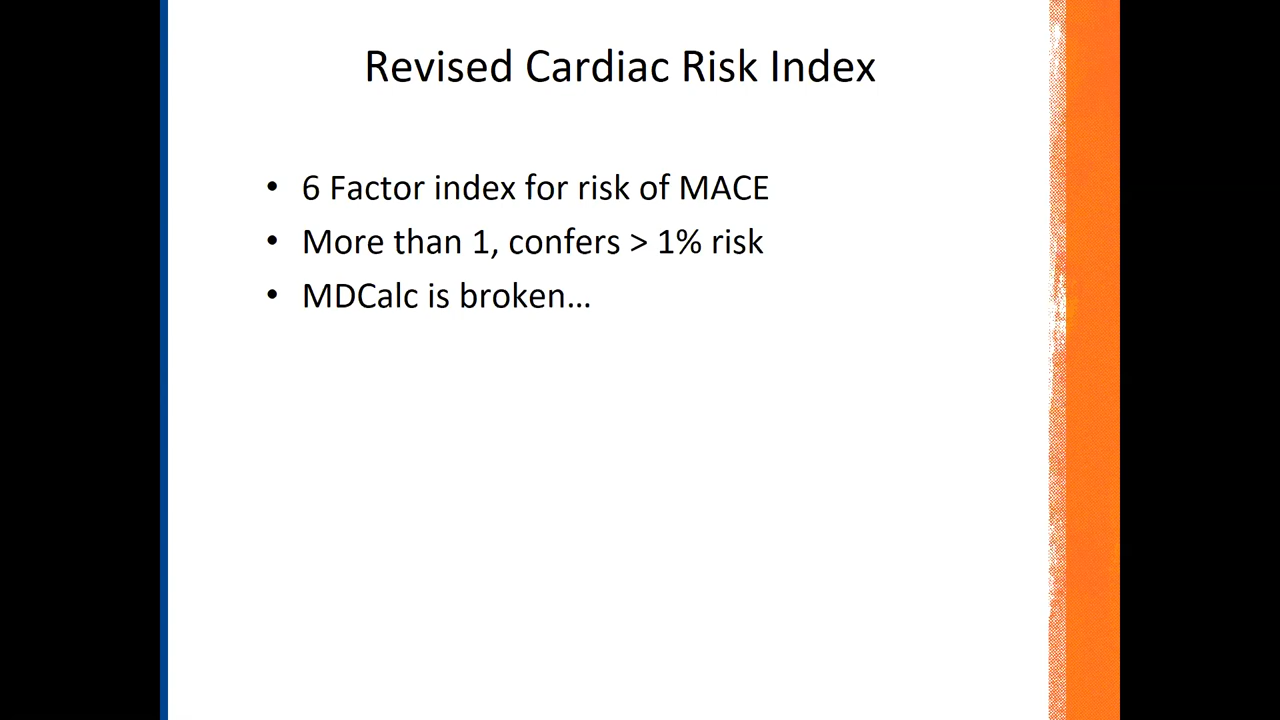 Revised Cardiac Risk Index
• 6 Factor index for risk of MACE
• More than 1, confers > 1% risk
• MDCalc is broken…